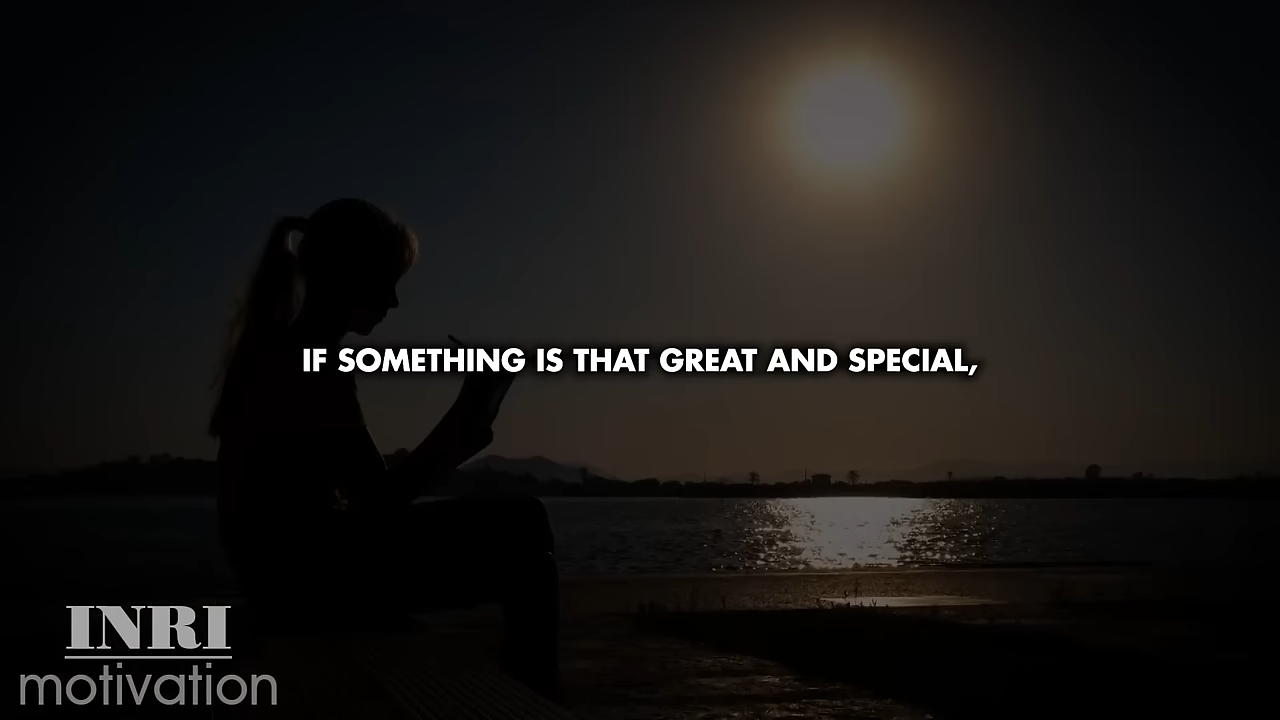 IF SOMETHING IS THAT GREAT AND SPECIAL,
INRI
motivation